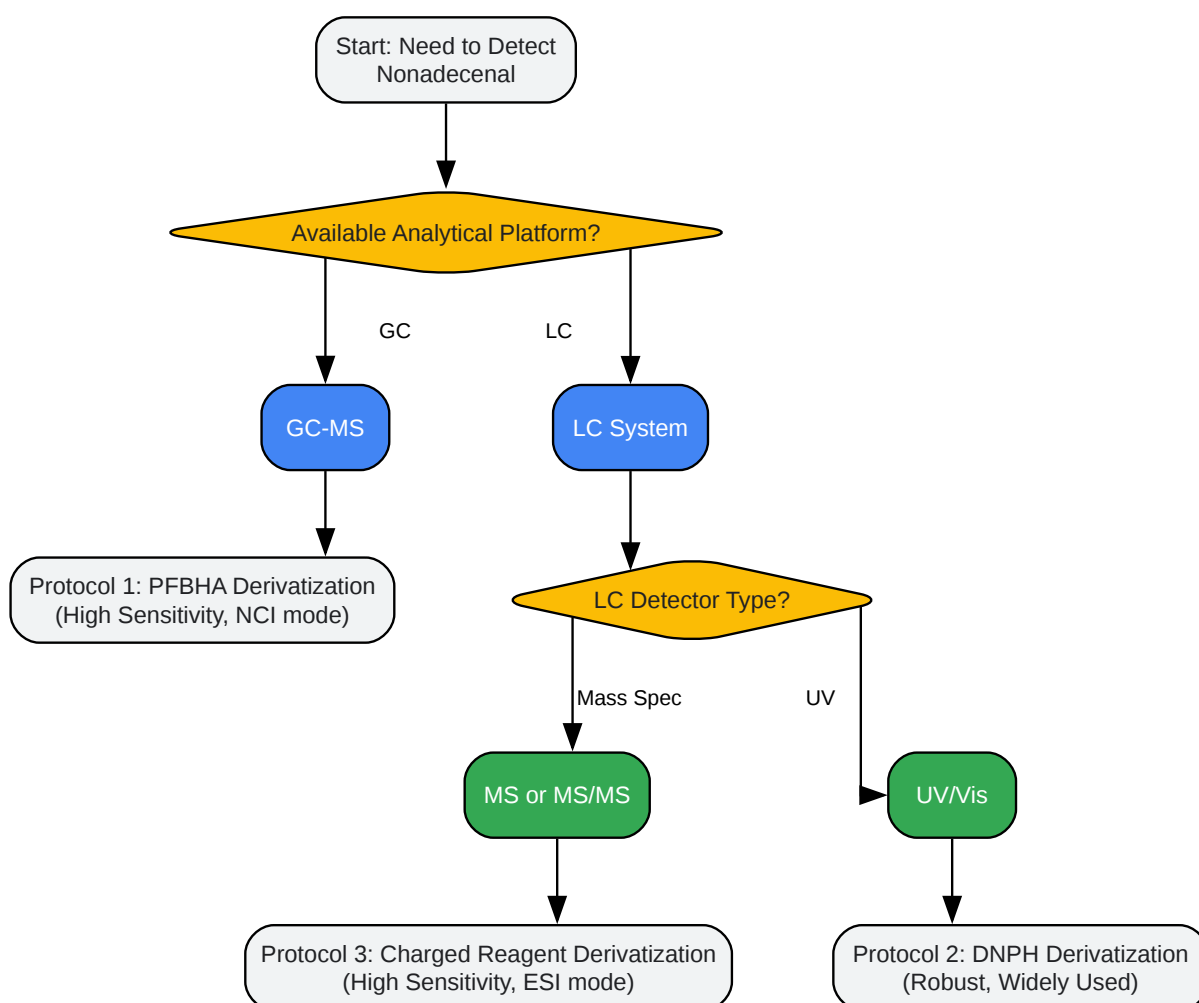 Start: Need to Detect
Nonadecenal
Available Analytical Platform?
GC
LC
GC-MS
LC System
Protocol 1: PFBHA Derivatization
(High Sensitivity, NCI mode)
LC Detector Type?
Mass Spec
UV
MS or MS/MS
UV/Vis
Protocol 3: Charged Reagent Derivatization
(High Sensitivity, ESI mode)
Protocol 2: DNPH Derivatization
(Robust, Widely Used)